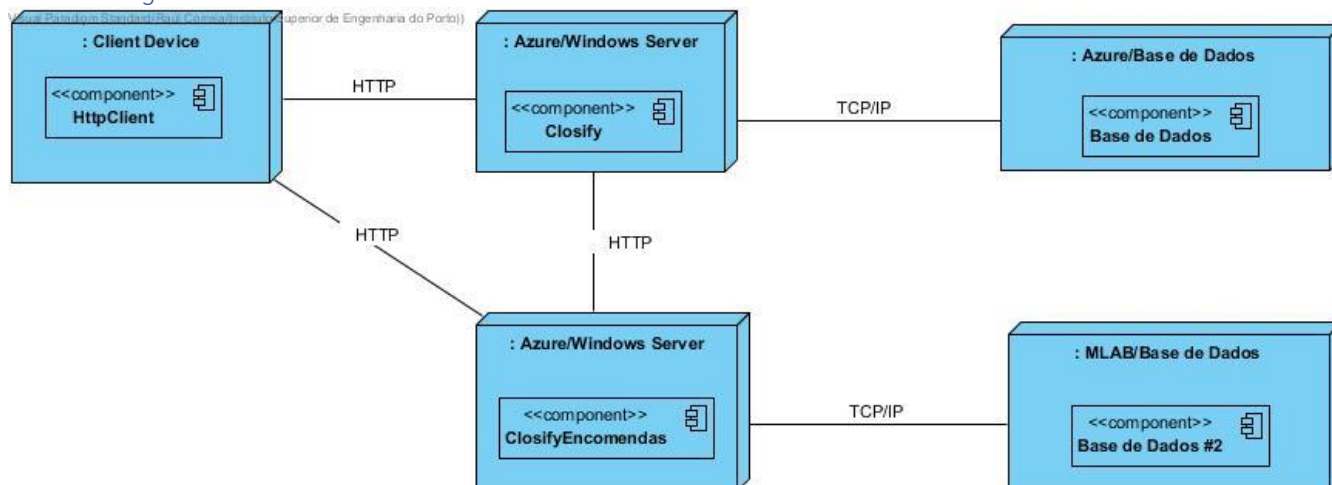 Visual Paradigm Standard(Raul Correia(Instituto Superior de Engenharia do Porto))
: Client Device
<<component>>
HttpClient
HTTP
: Azure/Windows Server
<<component>>
Closify
TCP/IP
: Azure/Base de Dados
<<component>>
Base de Dados
HTTP
HTTP
: Azure/Windows Server
<<component>>
ClosifyEncomendas
TCP/IP
: MLAB/Base de Dados
<<component>>
Base de Dados #2